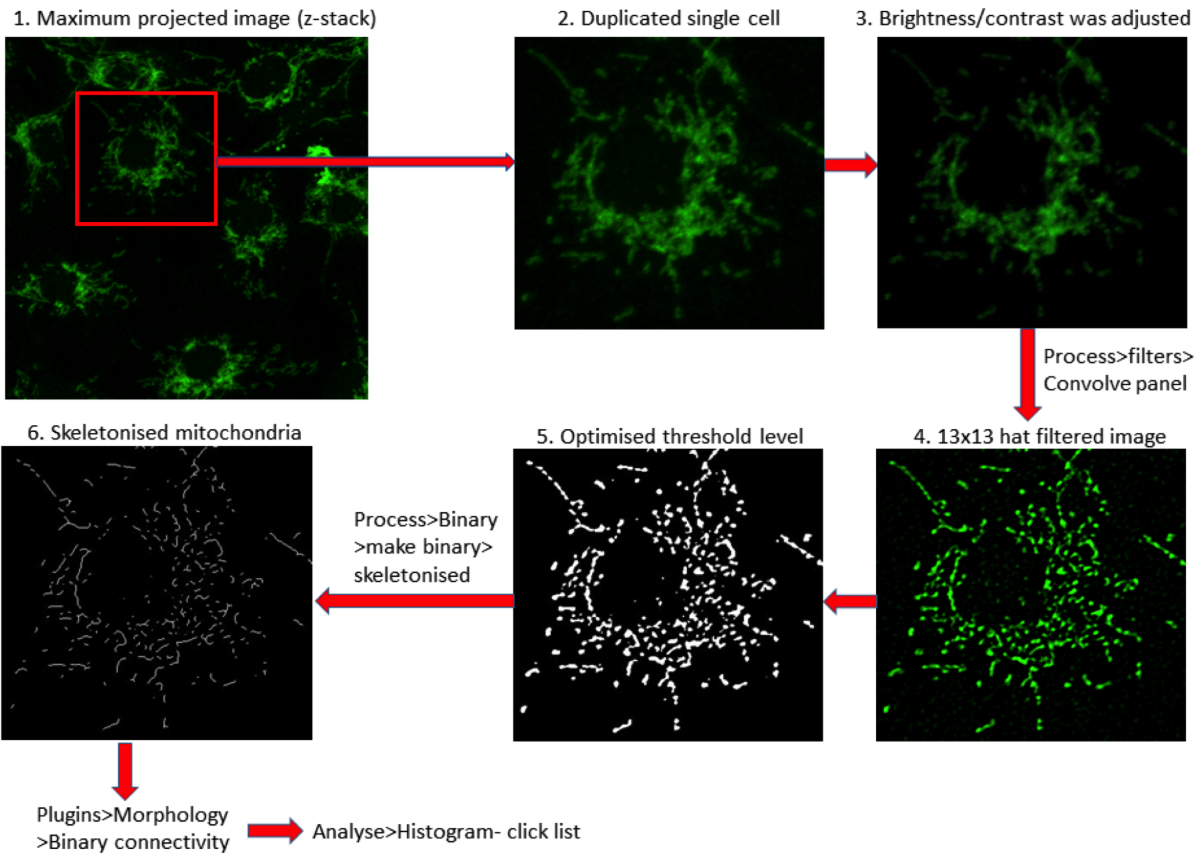 1. Maximum projected image (z-stack)
2. Duplicated single cell
3. Brightness/contrast was adjusted
Process>filters>
Convolve panel
4. 13x13 hat filtered image
5. Optimised threshold level
Process>Binary
>make binary>
skeletonised
6. Skeletonised mitochondria
Plugins>Morphology
>Binary connectivity
Analyse>Histogram- click list